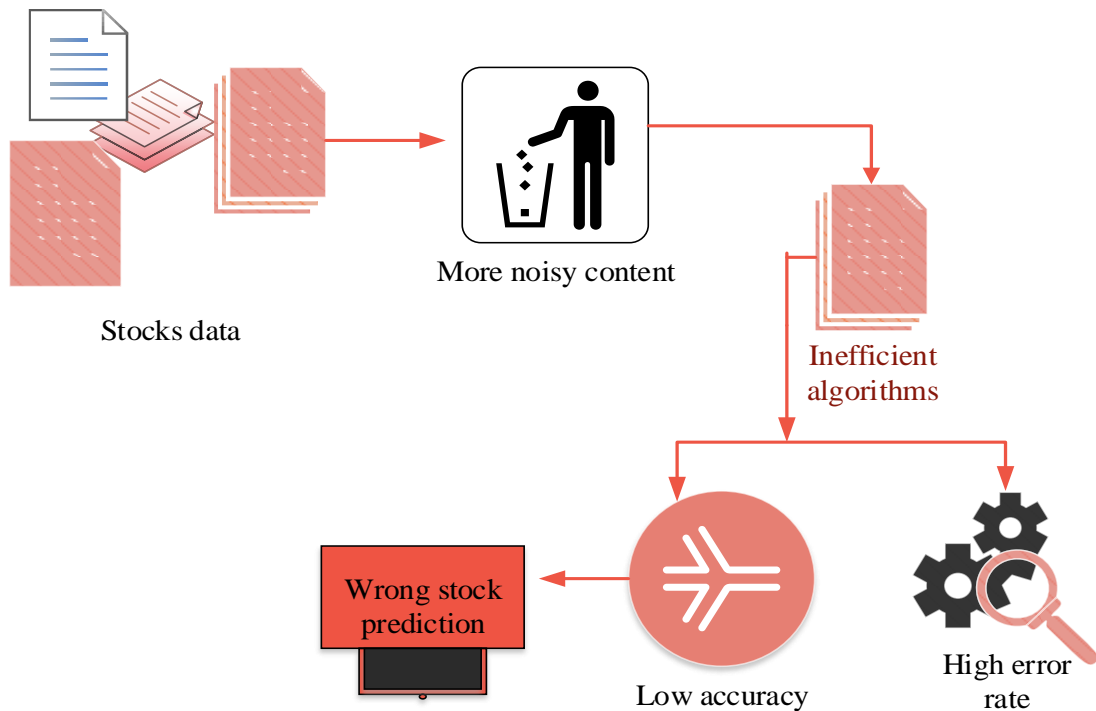 More noisy content
Stocks data
Inefficient
algorithms
Wrong stock
prediction
Low accuracy
High error
rate